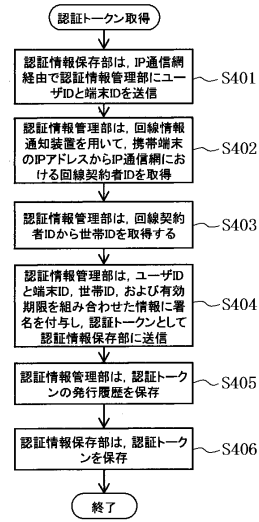 認証トークン取得
認証情報保存部は，IP通信網
経由で認証情報管理部にユー
ザIDと端末IDを送信
S401
認証情報管理部は，回線情報
通知装置を用いて，携帯端末
のIPアドレスからIP通信網にお
ける回線契約者IDを取得
S402
認証情報管理部は，回線契約
者IDから世帯IDを取得する
S403
認証情報管理部は，ユーザID
と端末ID，世帯ID，および有効
期限を組み合わせた情報に署
名を付与し，認証トークンとして
認証情報保存部に送信
S404
認証情報管理部は，認証トーク
ンの発行履歴を保存
S405
認証情報保存部は，認証トーク
ンを保存
S406
終了